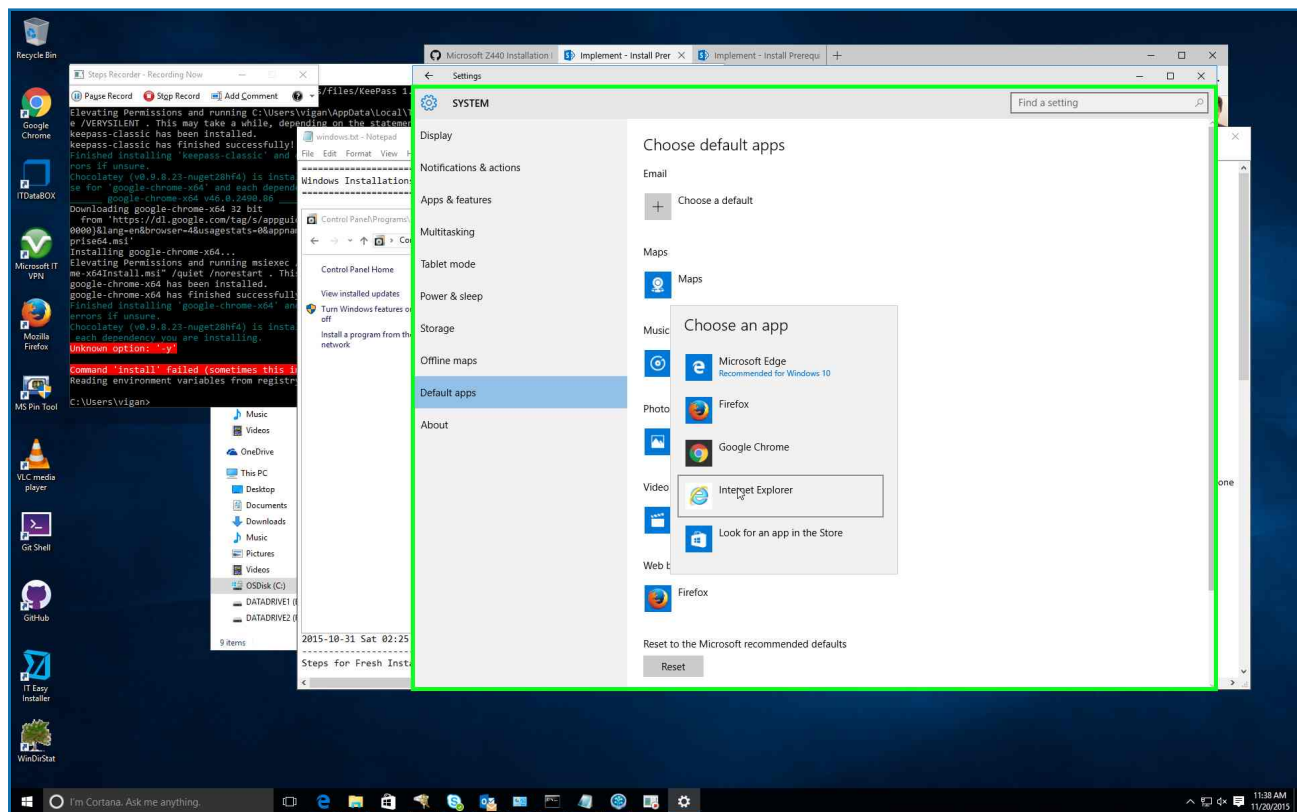 Recycle Bin
Google Chrome
ITDataBOX
Microsoft IT VPN
Mozilla Firefox
MS Pin Tool
VLC media player
Git Shell
GitHub
IT Easy Installer
WinDirStat
Microsoft Z440 Installation
Implement - Install Prer
Implement - Install Prerequ
Steps Recorder - Recording Now
Pause Record
Stop Record
Add Comment
s/files/KeePass 1.
Elevating Permissions and running C:\Users\vigan\AppData\Local\T
e /VERYSILENT . This may take a while, depending on the statemen
keepass-classic has been installed.
keepass-classic has finished successfully!
Finished installing 'keepass-classic' and
rors if unsure.
Chocolatey (v0.9.8.23-nuget28hf4) is insta
se for 'google-chrome-x64' and each depend
google-chrome-x64 v46.0.2490.86
Downloading google-chrome-x64 32 bit
from 'https://dl.google.com/tag/s/appgui
0000}&lang=en&browser=4&usagestats=0&appnam
prise64.msi'
Installing google-chrome-x64...
Elevating Permissions and running msiexec
me-x64Install.msi" /quiet /norestart . Thi
google-chrome-x64 has been installed.
google-chrome-x64 has finished successfull
Finished installing 'google-chrome-x64' an
errors if unsure.
Chocolatey (v0.9.8.23-nuget28hf4) is insta
each dependency you are installing.
Unknown option: '-y'
Command 'install' failed (sometimes this i
Reading environment variables from registr
C:\Users\vigan>
windows.txt - Notepad
File Edit Format View H
Windows Installation
2015-10-31 Sat 02:25
Steps for Fresh Insta
one
Control Panel\Programs\
Co
Control Panel Home
View installed updates
Turn Windows features o
off
Install a program from th
network
Music
Videos
OneDrive
This PC
Desktop
Documents
Downloads
Music
Pictures
Videos
OSDisk (C:)
DATADRIVE1 (
DATADRIVE2 (
9 items
Settings
SYSTEM
Find a setting
Display
Notifications & actions
Apps & features
Multitasking
Tablet mode
Power & sleep
Storage
Offline maps
Default apps
About
Choose default apps
Email
Choose a default
Maps
Maps
Music
Photo
Video
Web b
Firefox
Choose an app
Microsoft Edge
Recommended for Windows 10
Firefox
Google Chrome
Internet Explorer
Look for an app in the Store
Reset to the Microsoft recommended defaults
Reset
I'm Cortana. Ask me anything.
11:38 AM
11/20/2015